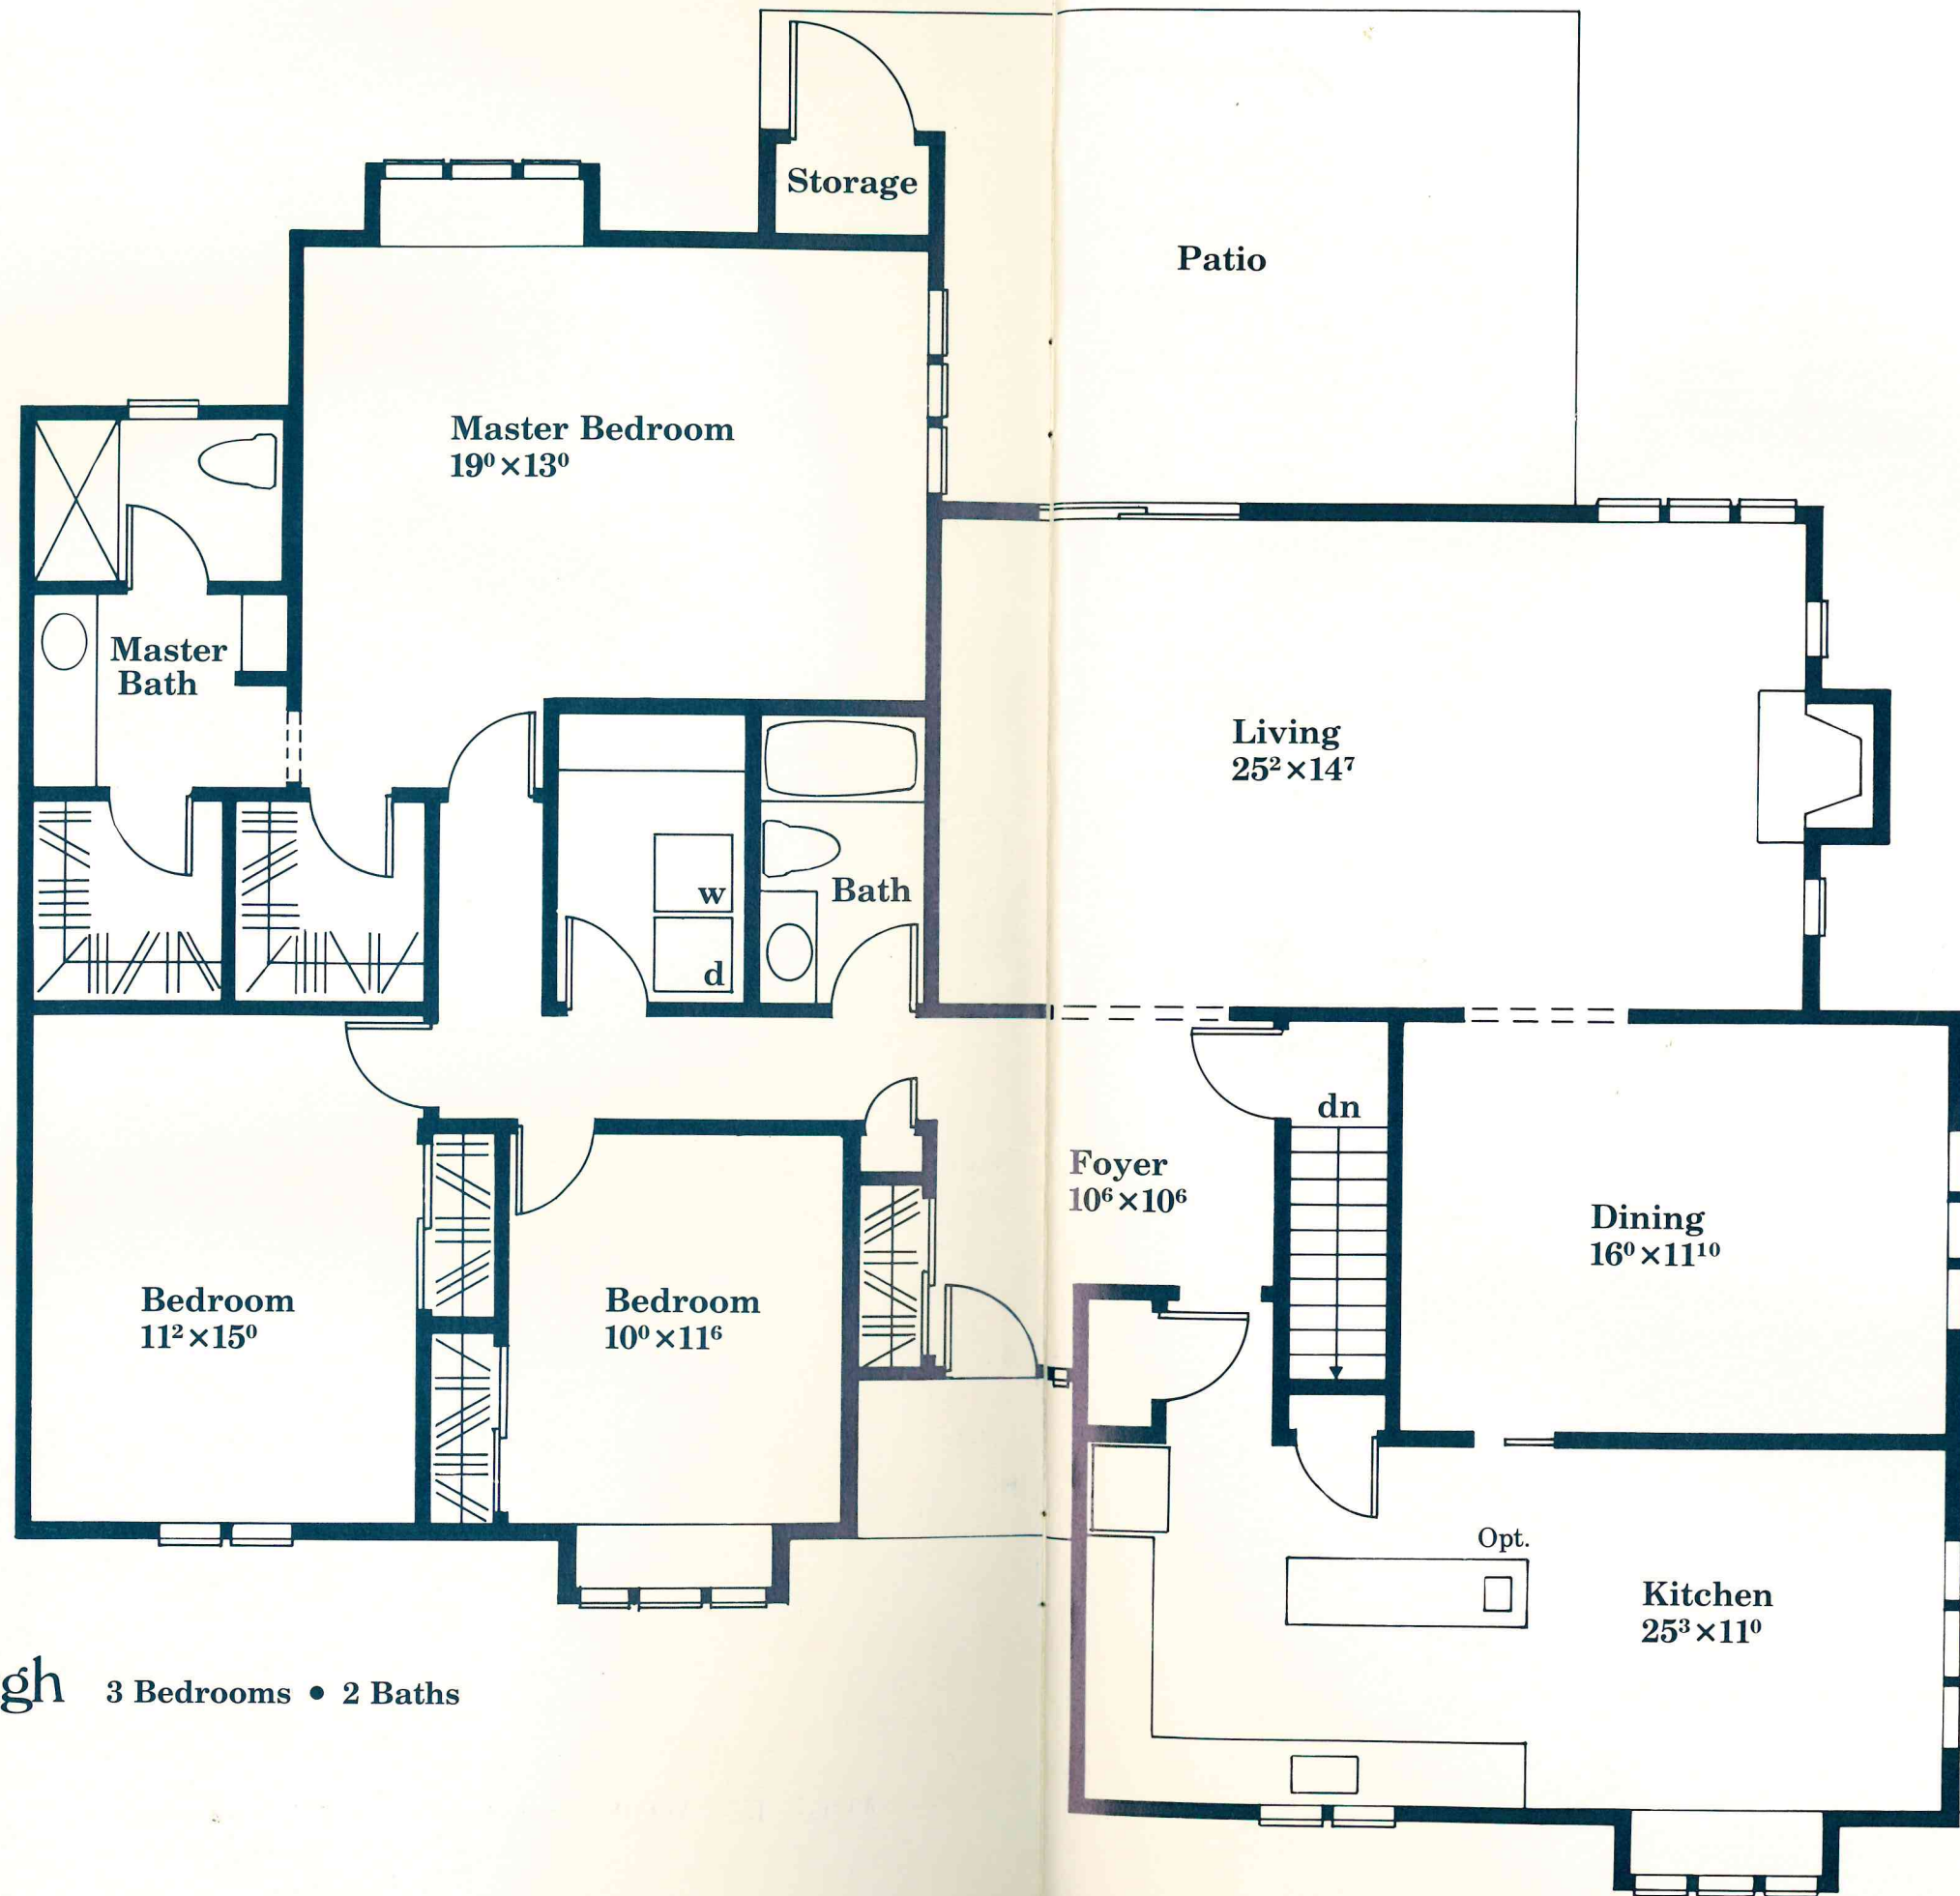 Storage
Patio
Master Bedroom
19⁰×13⁰
Master
Bath
Living
25²×14⁷
w
d
Bath
dn
Foyer
10⁶×10⁶
Dining
16⁰×11¹⁰
Bedroom
11²×15⁰
Bedroom
10⁰×11⁶
Opt.
Kitchen
25³×11⁰
gh 3 Bedrooms • 2 Baths